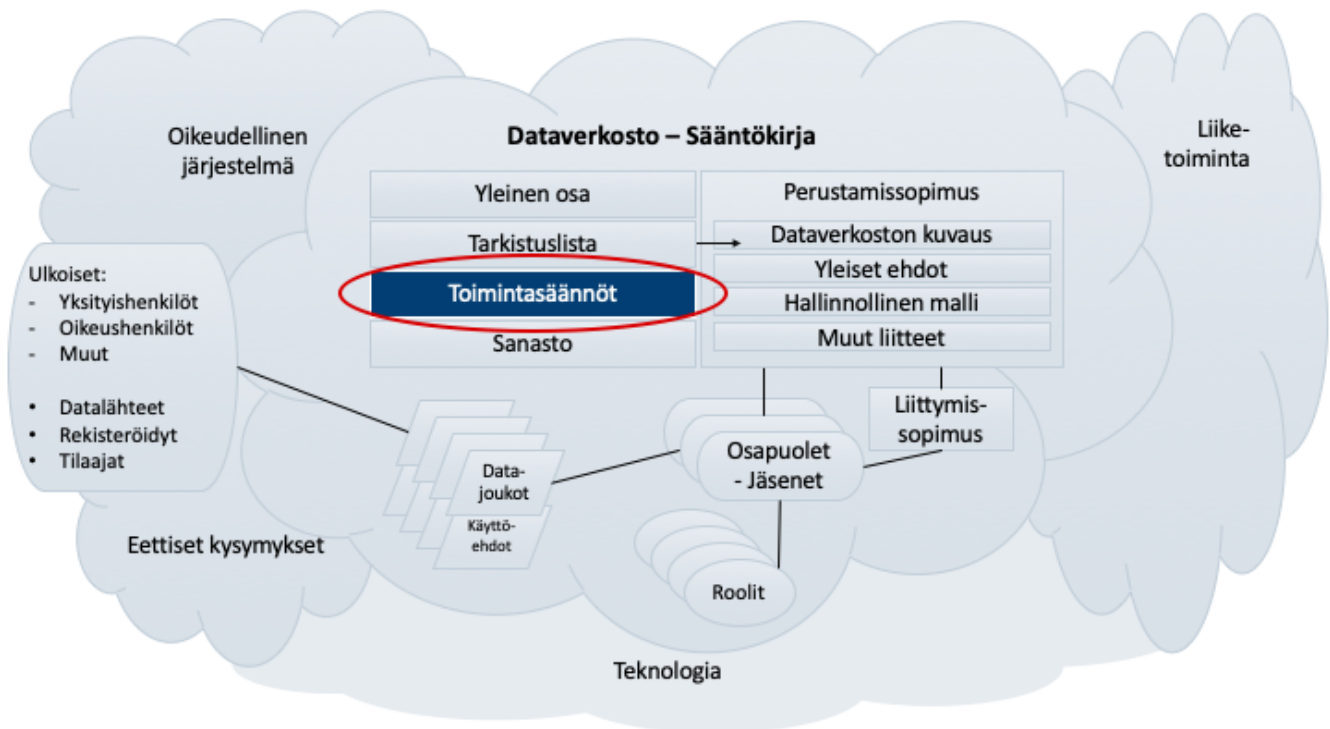 Oikeudellinen
järjestelmä
Dataverkosto – Sääntökirja
Liike-
toiminta
Yleinen osa
Tarkistuslista
Toimintasäännöt
Sanasto
Perustamissopimus
Dataverkoston kuvaus
Yleiset ehdot
Hallinnollinen malli
Muut liitteet
Ulkoiset:
- Yksityishenkilöt
- Oikeushenkilöt
- Muut
• Datalähteet
• Rekisteröidyt
• Tilaajat
Liittymis-
sopimus
Osapuolet
- Jäsenet
Data-
joukot
Käyttö-
ehdot
Eettiset kysymykset
Roolit
Teknologia